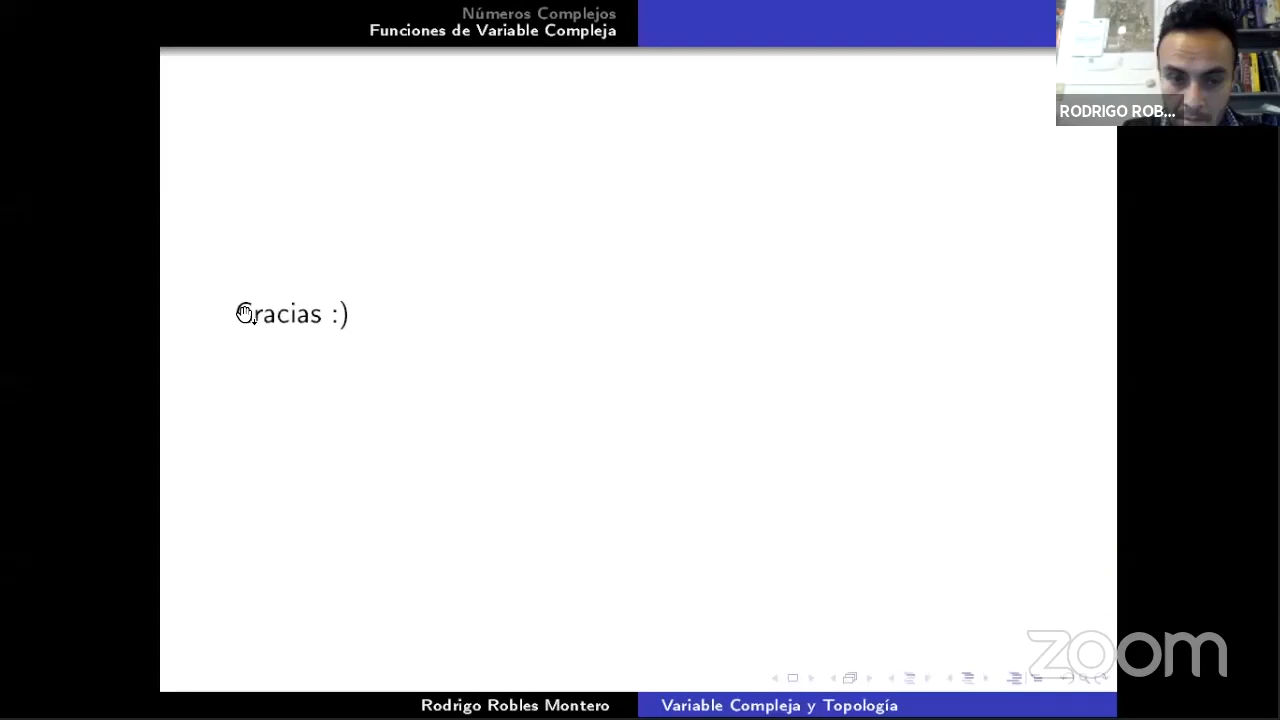 Números Complejos
Funciones de Variable Compleja
RODRIGO ROB...
Gracias :)
zoom
Rodrigo Robles Montero
Variable Compleja y Topología